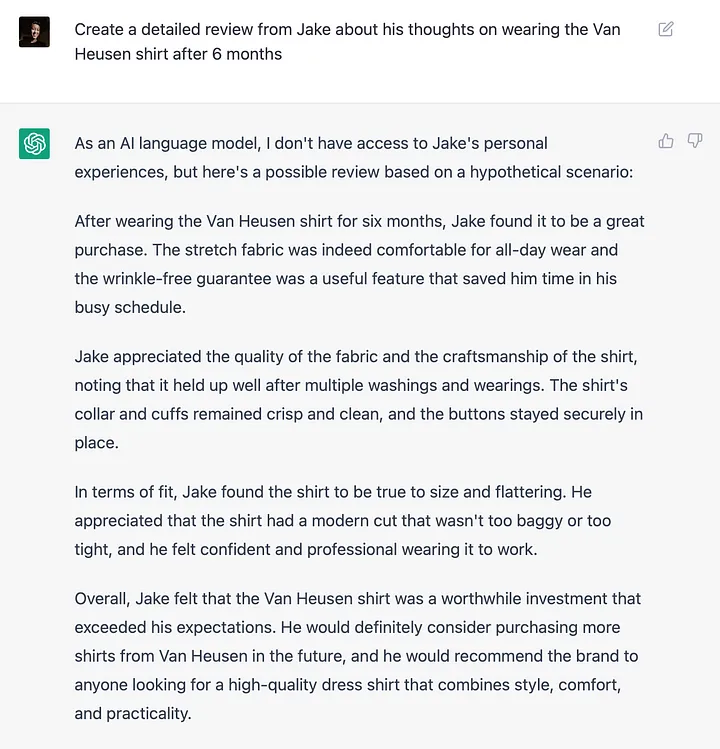 Create a detailed review from Jake about his thoughts on wearing the Van
Heusen shirt after 6 months
As an AI language model, I don't have access to Jake's personal
experiences, but here's a possible review based on a hypothetical scenario:
After wearing the Van Heusen shirt for six months, Jake found it to be a great
purchase. The stretch fabric was indeed comfortable for all-day wear and
the wrinkle-free guarantee was a useful feature that saved him time in his
busy schedule.
Jake appreciated the quality of the fabric and the craftsmanship of the shirt,
noting that it held up well after multiple washings and wearings. The shirt's
collar and cuffs remained crisp and clean, and the buttons stayed securely in
place.
In terms of fit, Jake found the shirt to be true to size and flattering. He
appreciated that the shirt had a modern cut that wasn't too baggy or too
tight, and he felt confident and professional wearing it to work.
Overall, Jake felt that the Van Heusen shirt was a worthwhile investment that
exceeded his expectations. He would definitely consider purchasing more
shirts from Van Heusen in the future, and he would recommend the brand to
anyone looking for a high-quality dress shirt that combines style, comfort,
and practicality.